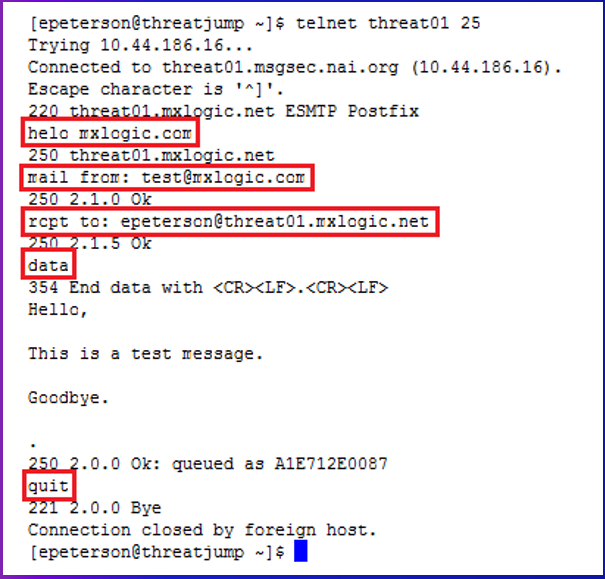 [epeterson@threatjump ~]$ telnet threat01 25
Trying 10.44.186.16...
Connected to threat01.msgsec.nai.org (10.44.186.16).
Escape character is '^]'.
220 threat01.mxlogic.net ESMTP Postfix
helo mxlogic.com
250 threat01.mxlogic.net
mail from: test@mxlogic.com
250 2.1.0 Ok
rcpt to: epeterson@threat01.mxlogic.net
250 2.1.5 Ok
data
354 End data with <CR><LF>.<CR><LF>
Hello,
This is a test message.
Goodbye.
.
250 2.0.0 Ok: queued as A1E712E0087
quit
221 2.0.0 Bye
Connection closed by foreign host.
[epeterson@threatjump ~]$